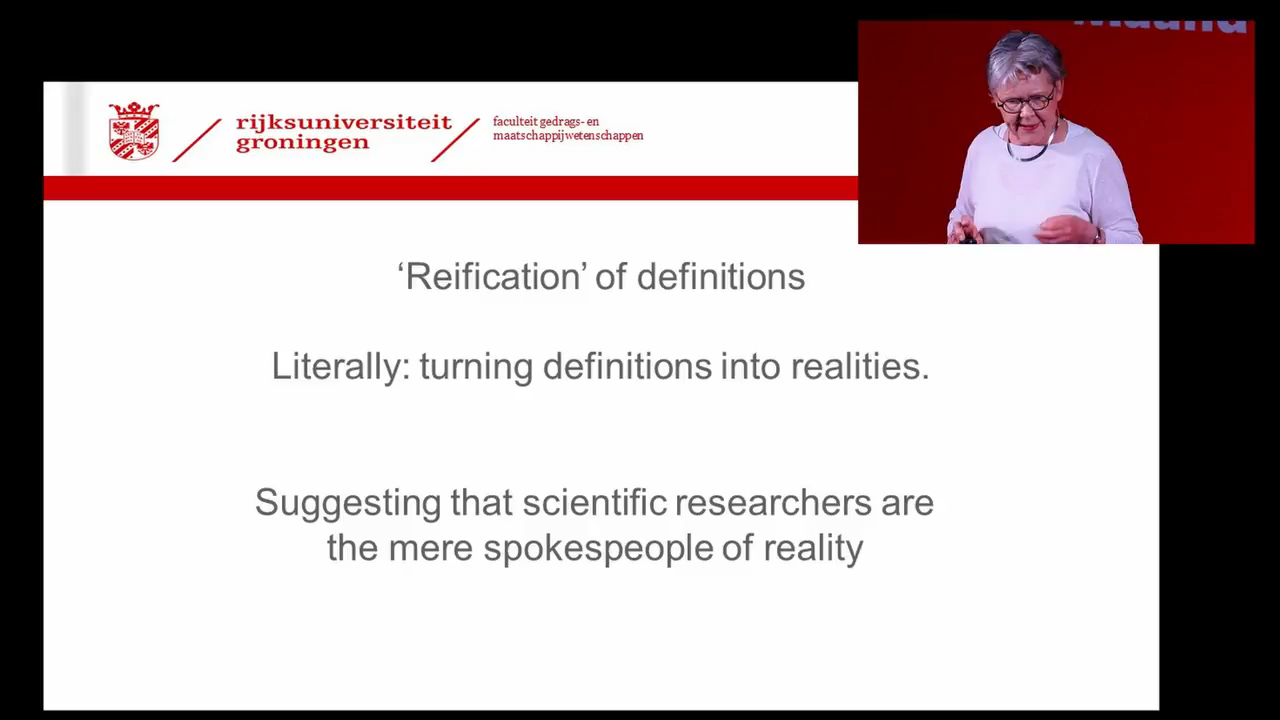 rijksuniversiteit
groningen
faculteit gedrags- en
maatschappijwetenschappen
‘Reification’ of definitions
Literally: turning definitions into realities.
Suggesting that scientific researchers are
the mere spokespeople of reality